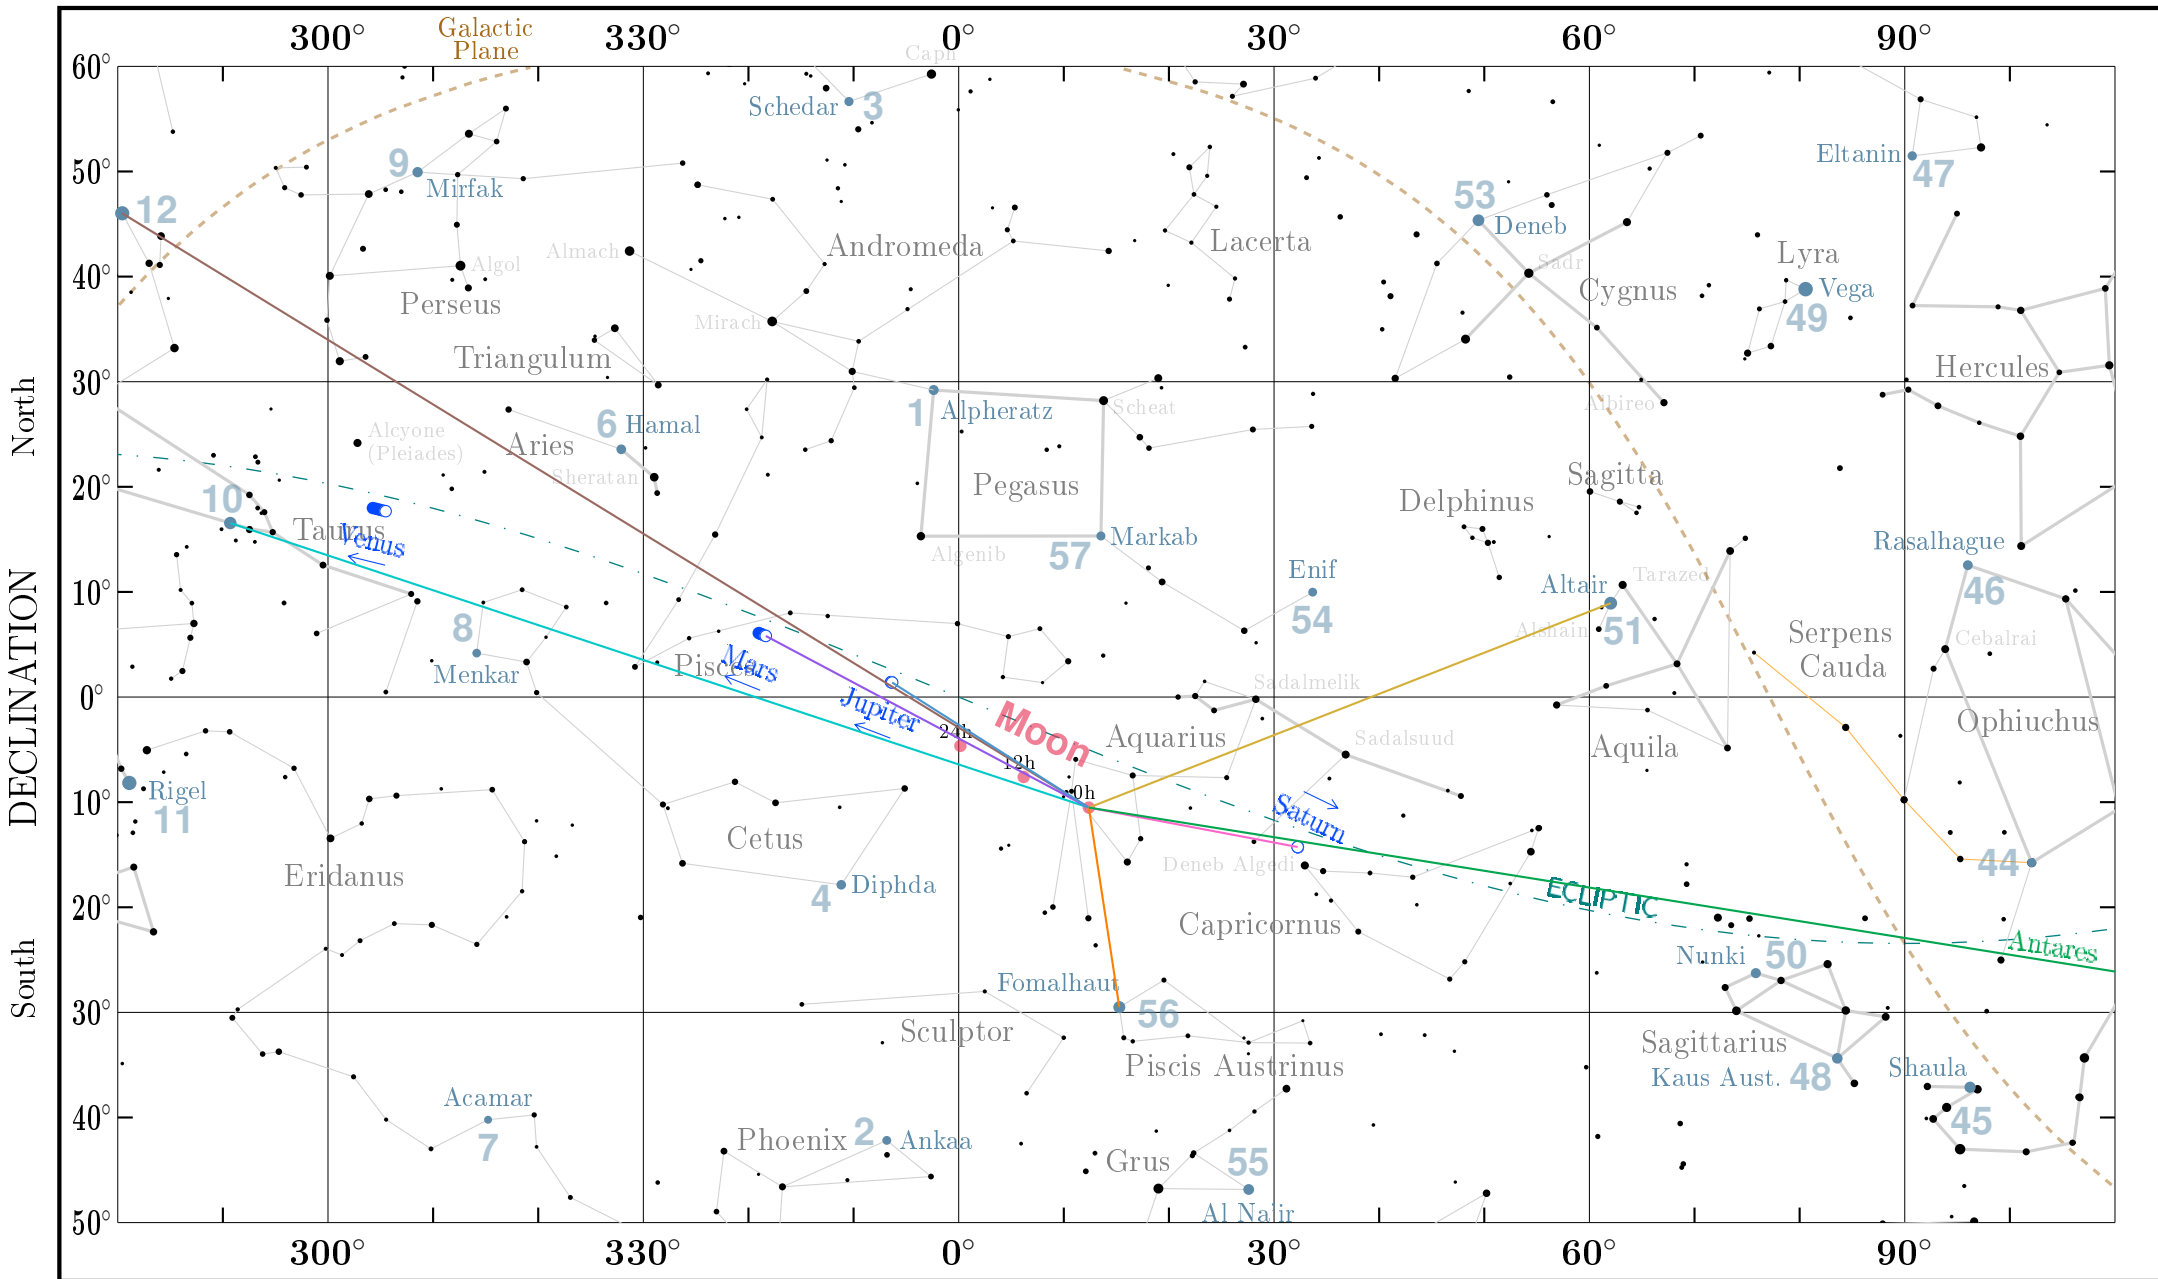 Galactic
Plane
300° 330° 0° 30° 60° 90°
60°
50°
40°
30°
20°
10°
0°
10°
20°
30°
40°
50°
North
DECLINATION
South
Caph
Schedar 3
9
Mirfak
12
Eltanin
47
53
Deneb
Almach
Algol
Andromeda
Lacerta
Sadr
Lyra
Perseus
Cygnus
Vega
49
Mirach
Triangulum
Hercules
1
Alpheratz
Scheat
Albireo
6 Hamal
Alcyone
(Pleiades)
Aries
Sheratan
Pegasus
Sagitta
Delphinus
10
Taurus
Venus
Algenib
57
Markab
Rasalhague
46
Enif
54
Altair
Tarazed
Alshain
51
8
Menkar
Serpens
Cauda
Cebalrai
Pisces
Mars
Jupiter
Sadalmelik
Moon
24h
12h
0h
Aquarius
Sadalsuud
Aquila
Ophiuchus
Rigel
11
Saturn
Cetus
Deneb Algedi
44
Eridanus
Diphda
4
ECLIPTIC
Capricornus
Antares
Nunki
50
Fomalhaut
56
Sculptor
Piscis Austrinus
Sagittarius
Kaus Aust. 48
Shaula
45
Acamar
7
Phoenix
2
Ankaa
Grus
55
Al Na'ir
300° 330° 0° 30° 60° 90°